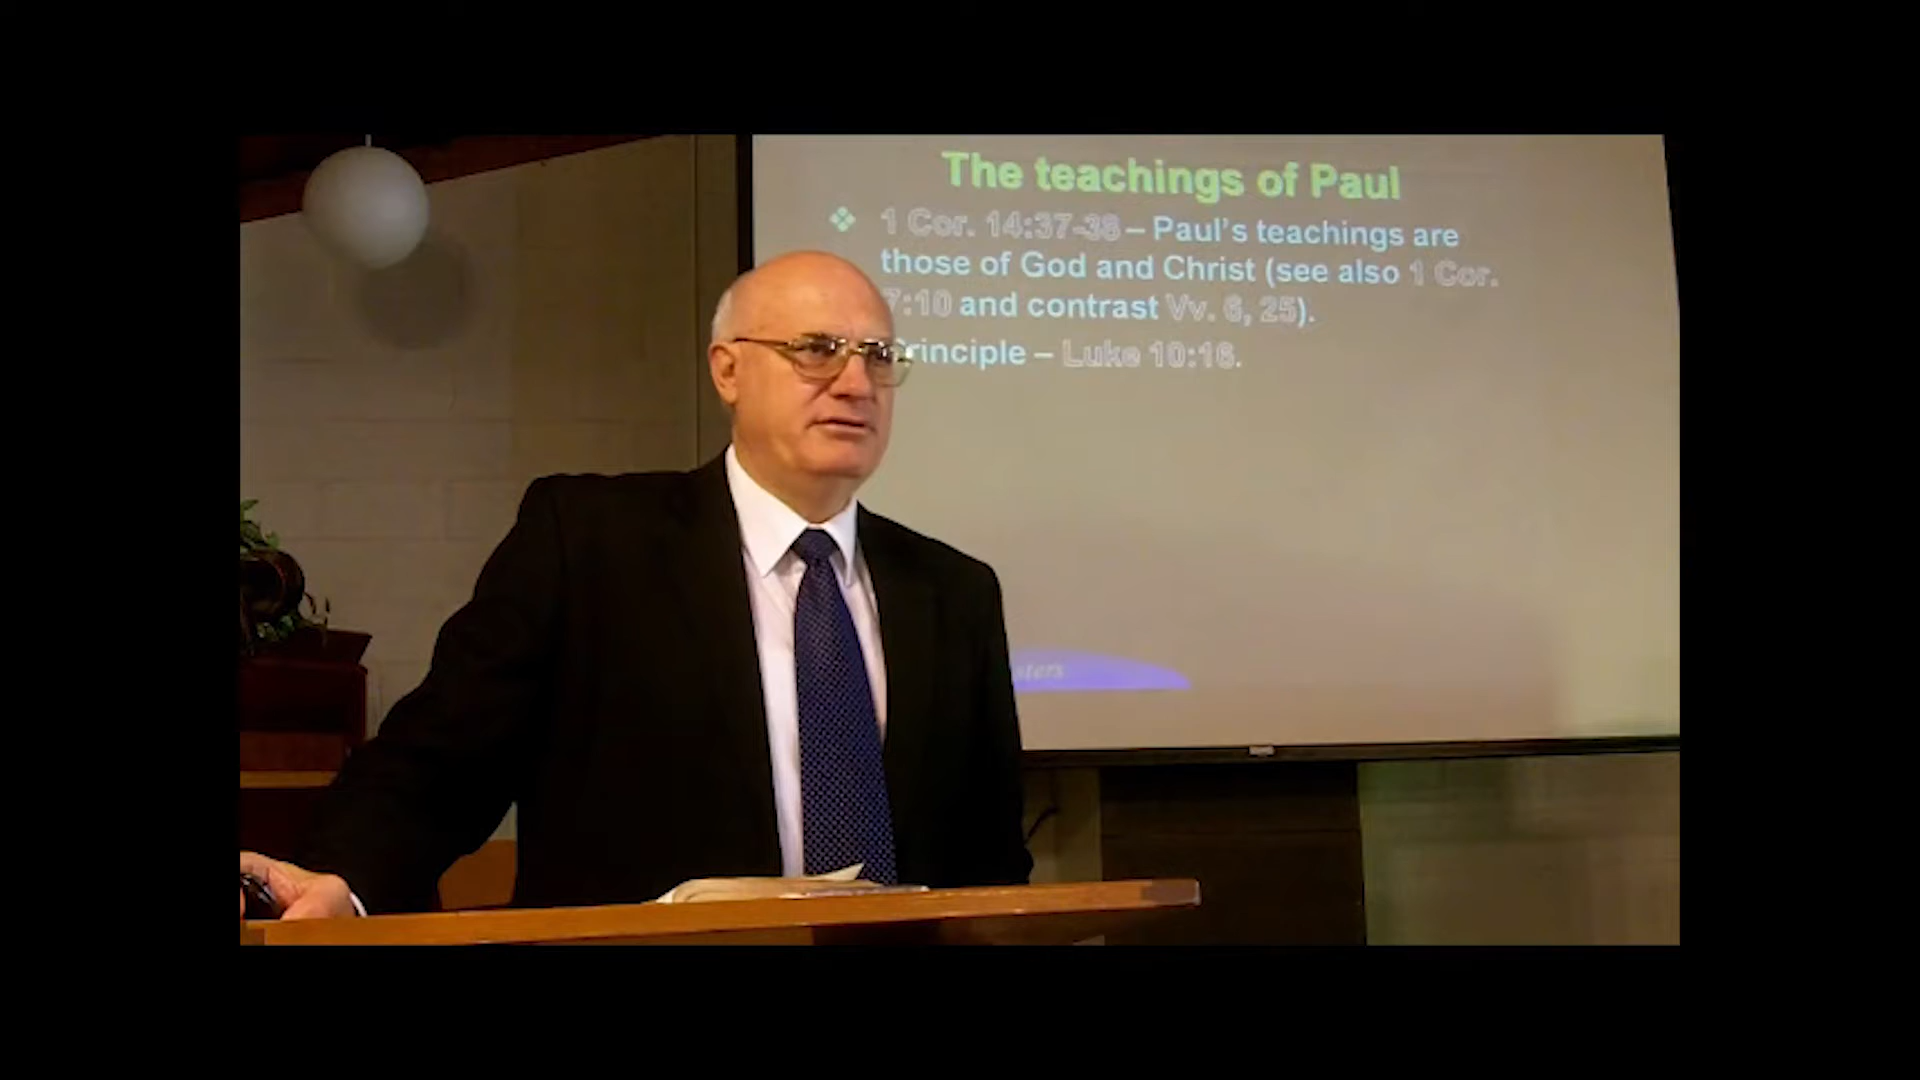 The teachings of Paul
1 Cor. 14:37-38 – Paul's teachings are
those of God and Christ (see also 1 Cor.
7:10 and contrast Vv. 6, 25).
Principle – Luke 10:16.